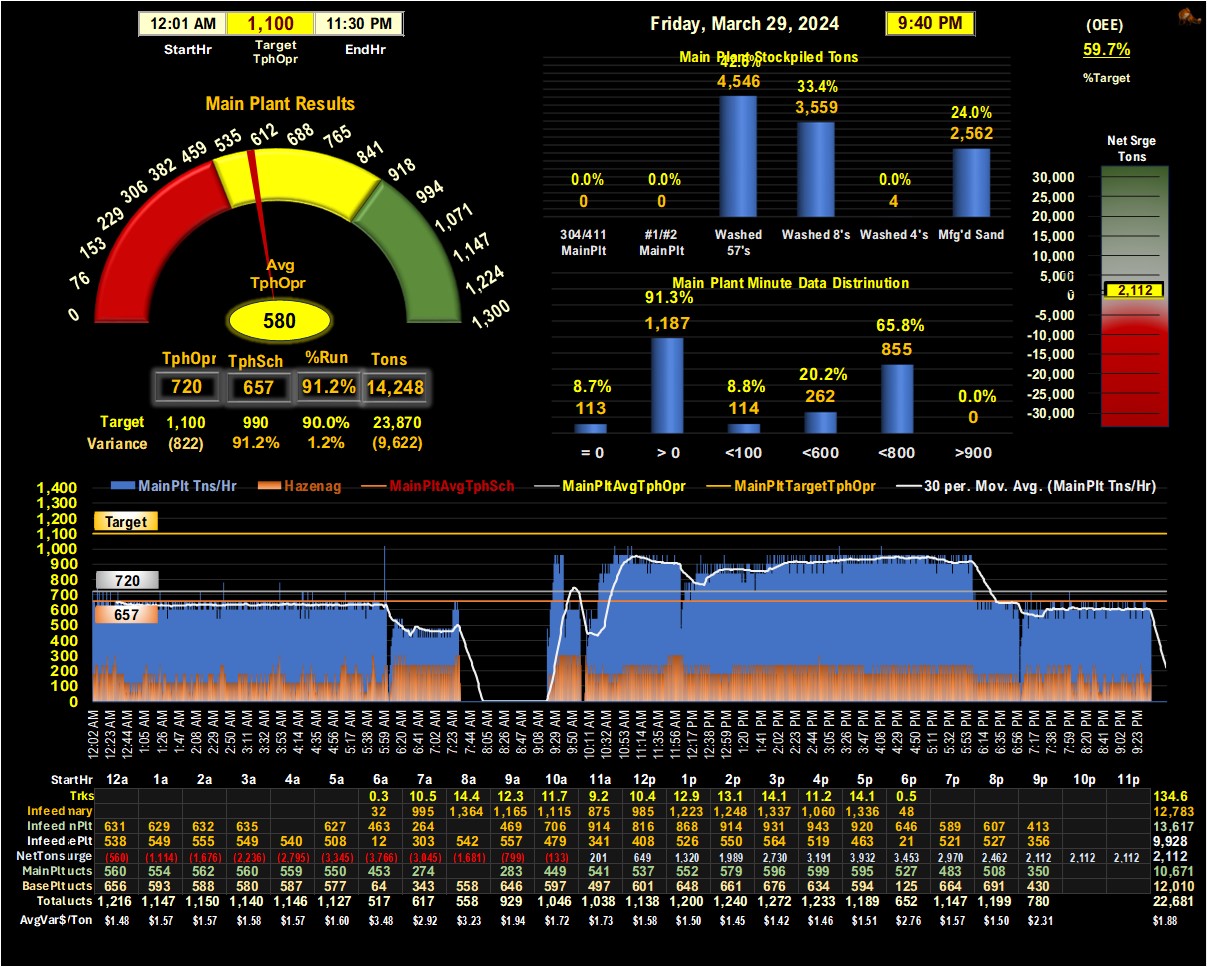 12:01 AM 1,100 11:30 PM
StartHr Target TphOpr EndHr
Friday, March 29, 2024 9:40 PM
(OEE)
59.7%
%Target
Main Plant Results
0 76 153 229 306 382 459 535 612 688 765 841 918 994 1,071 1,147 1,224 1,300
Avg
TphOpr
580
TphOpr TphSch %Run Tons
720 657 91.2% 14,248
Target 1,100 990 90.0% 23,870
Variance (822) 91.2% 1.2% (9,622)
Main Plant Stockpiled Tons
0.0% 0.0% 42.6% 33.4% 0.0% 24.0%
0 0 4,546 3,559 4 2,562
304/411 MainPlt #1/#2 MainPlt Washed 57's Washed 8's Washed 4's Mfg'd Sand
Main Plant Minute Data Distrinution
8.7% 91.3% 8.8% 20.2% 65.8% 0.0%
113 1,187 114 262 855 0
= 0 > 0 <100 <600 <800 >900
Net Srge
Tons
30,000
25,000
20,000
15,000
10,000
5,000
2,112
0
-5,000
-10,000
-15,000
-20,000
-25,000
-30,000
MainPlt Tns/Hr Hazenag MainPltAvgTphSch MainPltAvgTphOpr MainPltTargetTphOpr 30 per. Mov. Avg. (MainPlt Tns/Hr)
1,400
1,300
1,200
1,100
1,000
900
800
700
600
500
400
300
200
100
0
Target
720
657
12:02 AM 12:23 AM 12:44 AM 1:05 AM 1:26 AM 1:47 AM 2:08 AM 2:29 AM 2:50 AM 3:11 AM 3:32 AM 3:53 AM 4:14 AM 4:35 AM 4:56 AM 5:17 AM 5:38 AM 5:59 AM 6:20 AM 6:41 AM 7:02 AM 7:23 AM 7:44 AM 8:05 AM 8:26 AM 8:47 AM 9:08 AM 9:29 AM 9:50 AM 10:11 AM 10:32 AM 10:53 AM 11:14 AM 11:35 AM 11:56 AM 12:17 PM 12:38 PM 12:59 PM 1:20 PM 1:41 PM 2:02 PM 2:23 PM 2:44 PM 3:05 PM 3:26 PM 3:47 PM 4:08 PM 4:29 PM 4:50 PM 5:11 PM 5:32 PM 5:53 PM 6:14 PM 6:35 PM 6:56 PM 7:17 PM 7:38 PM 7:59 PM 8:20 PM 8:41 PM 9:02 PM 9:23 PM
StartHr 12a 1a 2a 3a 4a 5a 6a 7a 8a 9a 10a 11a 12p 1p 2p 3p 4p 5p 6p 7p 8p 9p 10p 11p
Trks 0.3 10.5 14.4 12.3 11.7 9.2 10.4 12.9 13.1 14.1 11.2 14.1 0.5 134.6
Infeed mary 32 995 1,364 1,165 1,115 875 985 1,223 1,248 1,337 1,060 1,336 48 12,783
Infeed nPlt 631 629 632 635 627 463 264 469 706 914 816 868 914 931 943 920 646 589 607 413 13,617
Infeed ePlt 538 549 555 549 540 508 12 303 542 557 479 341 408 526 550 564 519 463 21 521 527 356 9,928
NetTons urge (560) (1,114) (1,676) (2,236) (2,795) (3,345) (3,766) (3,045) (1,681) (799) (133) 201 649 1,320 1,989 2,730 3,191 3,932 3,453 2,970 2,462 2,112 2,112 2,112 2,112
MainPlt ucts 560 554 562 560 559 550 453 274 283 449 541 537 552 579 596 599 595 527 483 508 350 10,671
BasePlt ucts 656 593 588 580 587 577 64 343 558 646 597 497 601 648 661 676 634 594 125 664 691 430 12,010
Total ucts 1,216 1,147 1,150 1,140 1,146 1,127 517 617 558 929 1,046 1,038 1,138 1,200 1,240 1,272 1,233 1,189 652 1,147 1,199 780 22,681
AvgVar$/Ton $1.48 $1.57 $1.57 $1.58 $1.57 $1.60 $3.48 $2.92 $3.23 $1.94 $1.72 $1.73 $1.58 $1.50 $1.45 $1.42 $1.46 $1.51 $2.76 $1.57 $1.50 $2.31 $1.88